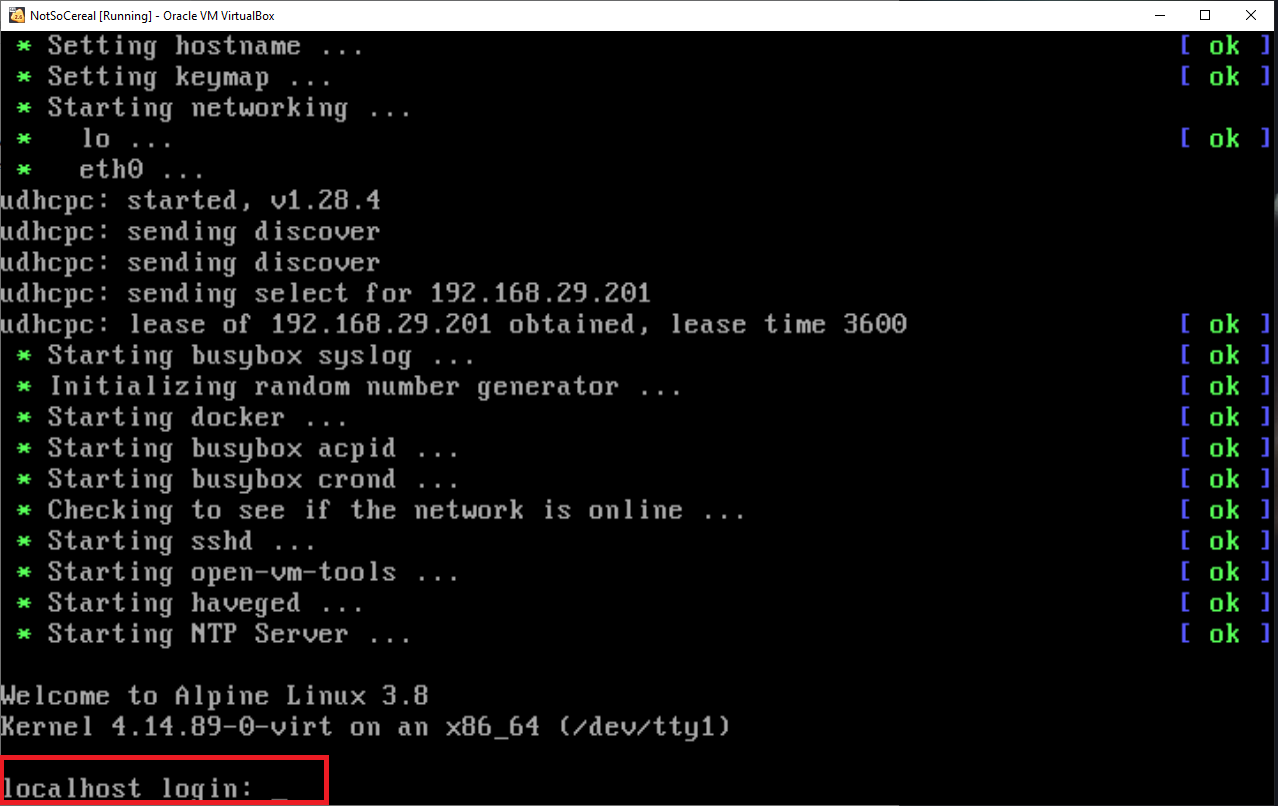 NotSoCereal [Running] - Oracle VM VirtualBox
* Setting hostname ... [ ok ]
* Setting keymap ... [ ok ]
* Starting networking ...
*   lo ... [ ok ]
*   eth0 ...
udhcpc: started, v1.28.4
udhcpc: sending discover
udhcpc: sending discover
udhcpc: sending select for 192.168.29.201
udhcpc: lease of 192.168.29.201 obtained, lease time 3600 [ ok ]
* Starting busybox syslog ... [ ok ]
* Initializing random number generator ... [ ok ]
* Starting docker ... [ ok ]
* Starting busybox acpid ... [ ok ]
* Starting busybox crond ... [ ok ]
* Checking to see if the network is online ... [ ok ]
* Starting sshd ... [ ok ]
* Starting open-vm-tools ... [ ok ]
* Starting haveged ... [ ok ]
* Starting NTP Server ... [ ok ]
Welcome to Alpine Linux 3.8
Kernel 4.14.89-0-virt on an x86_64 (/dev/tty1)
localhost login: _